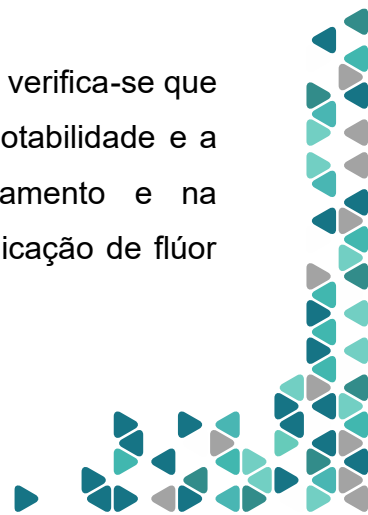 verifica-se que
otabilidade e a
amento e na
icação de flúor